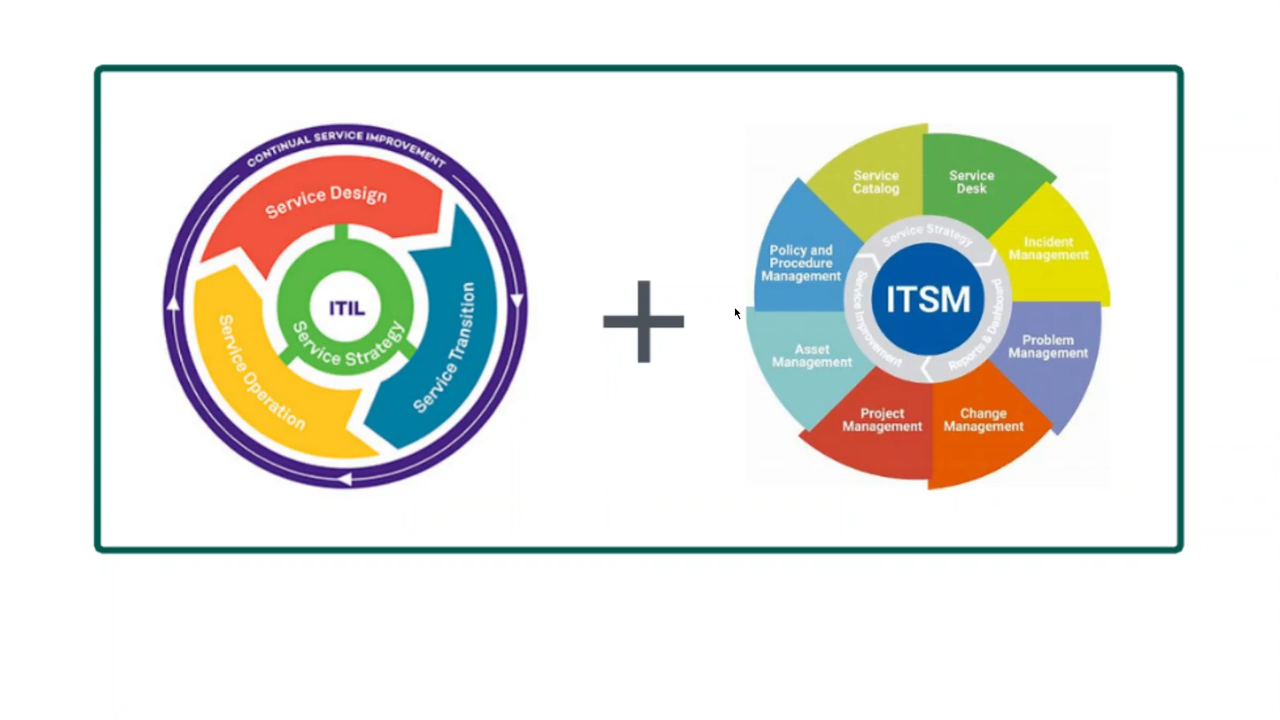 CONTINUAL SERVICE IMPROVEMENT
Service Design
Service Transition
Service Operation
ITIL
Service Strategy
Service
Catalog
Service
Desk
Incident
Management
Problem
Management
Change
Management
Project
Management
Asset
Management
Policy and
Procedure
Management
Service Strategy
Reports & Dashboard
Service Improvement
ITSM